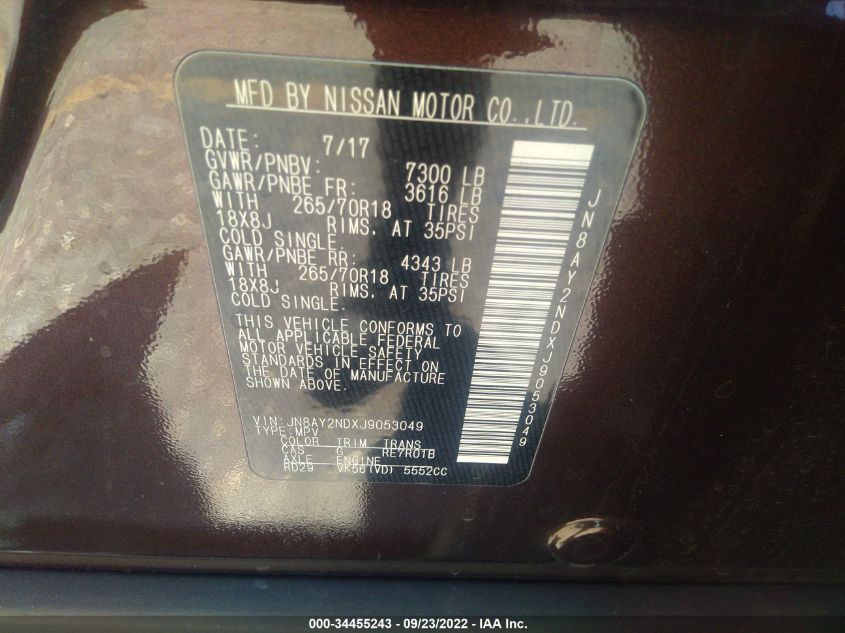 MFD BY NISSAN MOTOR CO.,LTD.
DATE: 7/17
GVWR/PNBV: 7300 LB
GAWR/PNBE FR: 3616 LB
WITH 265/70R18 TIRES
18X8J RIMS, AT 35PSI
COLD SINGLE.
GAWR/PNBE RR: 4343 LB
WITH 265/70R18 TIRES
18X8J RIMS, AT 35PSI
COLD SINGLE.
THIS VEHICLE CONFORMS TO
ALL APPLICABLE FEDERAL
MOTOR VEHICLE SAFETY
STANDARDS IN EFFECT ON
THE DATE OF MANUFACTURE
SHOWN ABOVE.
VIN:JN8AY2NDXJ9053049
TYPE:MPV
COLOR TRIM TRANS
CAS G RE7R01B
AXLE ENGINE
RD29 VK56(VD) 5552CC
JN8AY2NDXJ9053049
000-34455243 - 09/23/2022 - IAA Inc.